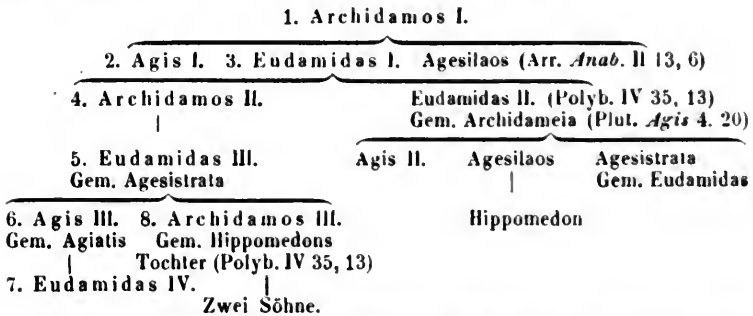 1. Archidamos I.
2. Agis I. 3. Eudamidas I. Agesilaos (Arr. Anab. II 13, 6)
4. Archidamos II. Eudamidas II. (Polyb. IV 35, 13)
Gem. Archidameia (Plut. Agis 4. 20)
5. Eudamidas III. Agis II. Agesilaos Agesistrata
Gem. Agesistrata Gem. Eudamidas
6. Agis III. 8. Archidamos III. Hippomedon
Gem. Agiatis Gem. Hippomedons
Tochter (Polyb. IV 35, 13)
7. Eudamidas IV.
Zwei Söhne.